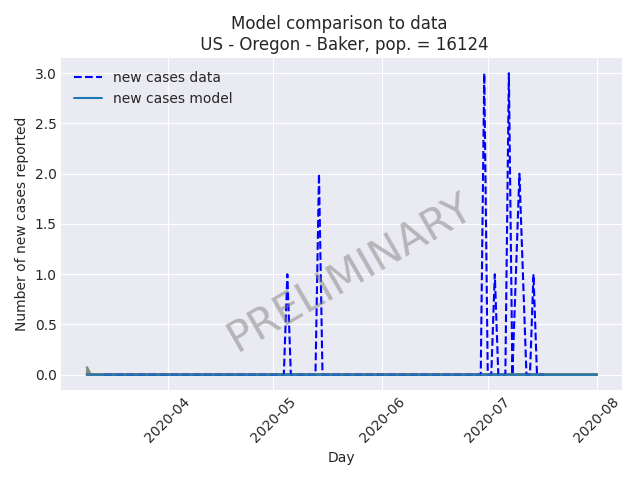 Model comparison to data
US - Oregon - Baker, pop. = 16124
new cases data
new cases model
Number of new cases reported
3.0
2.5
2.0
1.5
1.0
0.5
0.0
PRELIMINARY
2020-04
2020-05
2020-06
2020-07
2020-08
Day